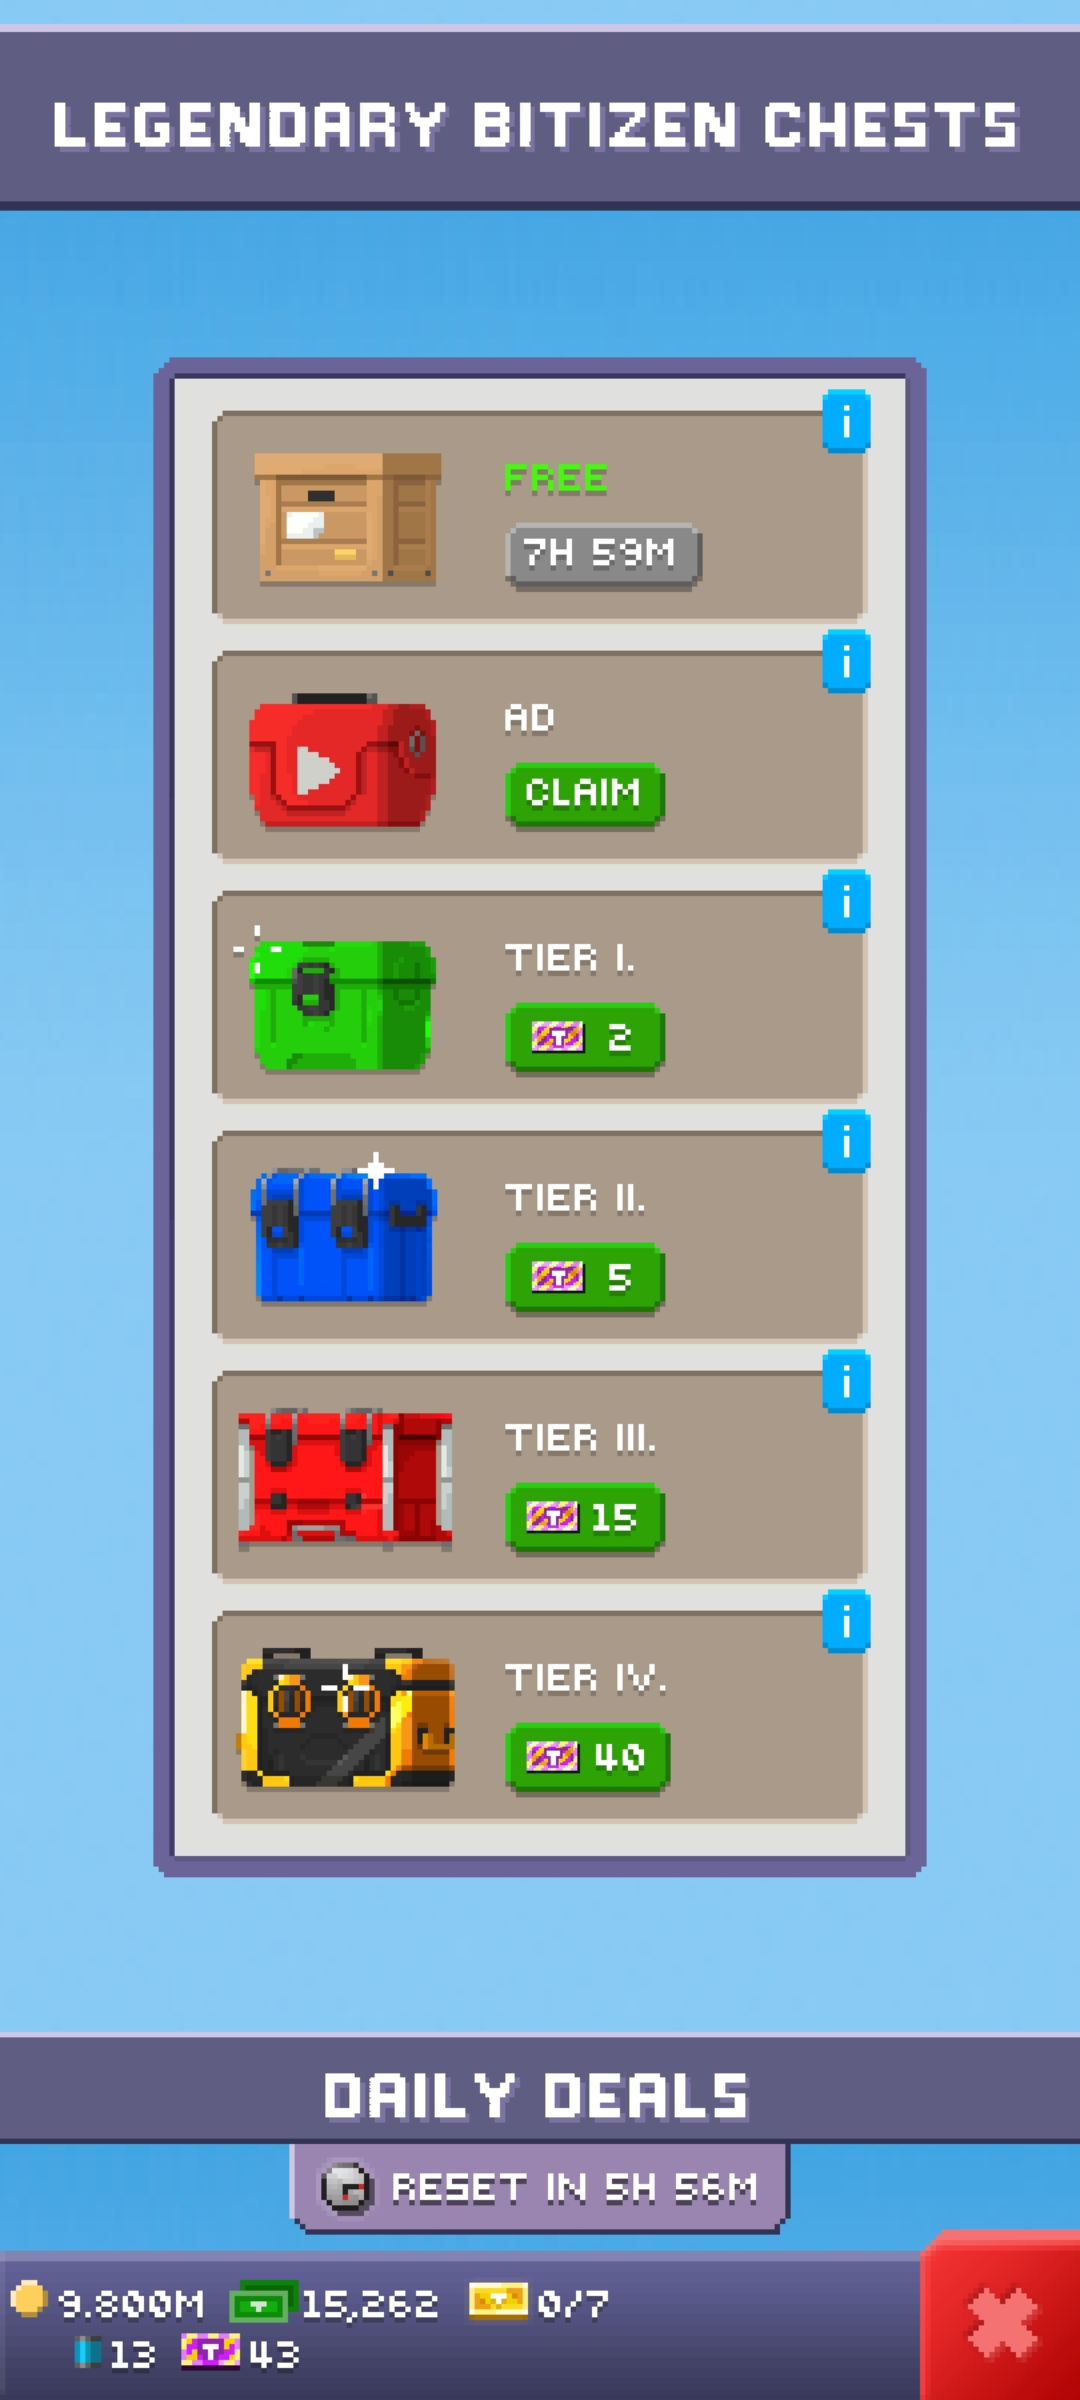 LEGENDARY BITIZEN CHESTS
i
FREE
7H 59M
i
AD
CLAIM
i
TIER I.
T 2
i
TIER II.
T 5
i
TIER III.
T 15
i
TIER IV.
T 40
DAILY DEALS
RESET IN 5H 56M
9.800M 15,262 0/7
13 T 43